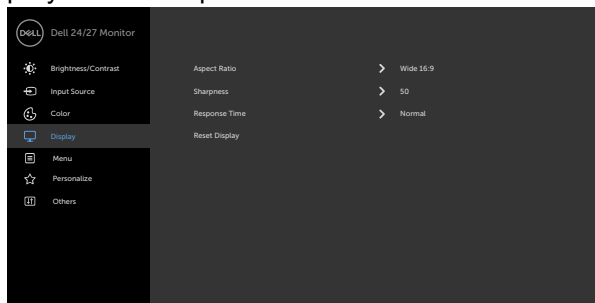 DELL Dell 24/27 Monitor
Brightness/Contrast Aspect Ratio Wide 16:9
Input Source Sharpness 50
Color Response Time Normal
Display Reset Display
Menu
Personalize
Others